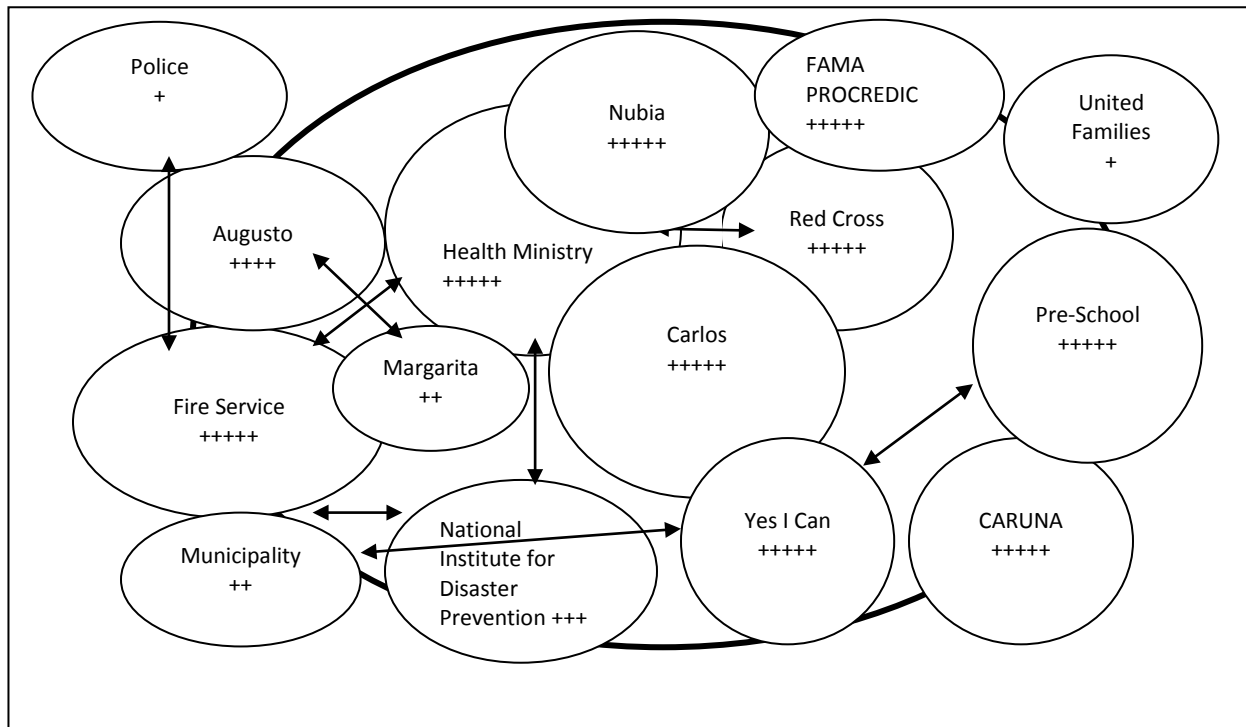 Police
+
Nubia
+++++
FAMA
PROCREDIC
+++++
United
Families
+
Augusto
++++
Health Ministry
+++++
Red Cross
+++++
Pre-School
+++++
Carlos
+++++
Margarita
++
Fire Service
+++++
Municipality
++
National
Institute for
Disaster
Prevention +++
Yes I Can
+++++
CARUNA
+++++